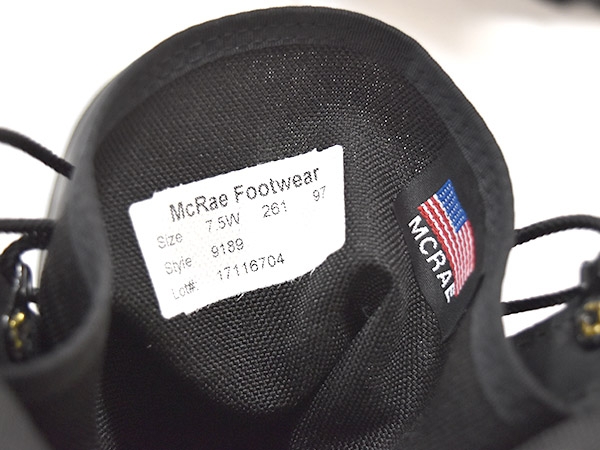 McRae Footwear
Size 7.5W 261 97
Style 9189
Lot#: 17116704
MCRAE